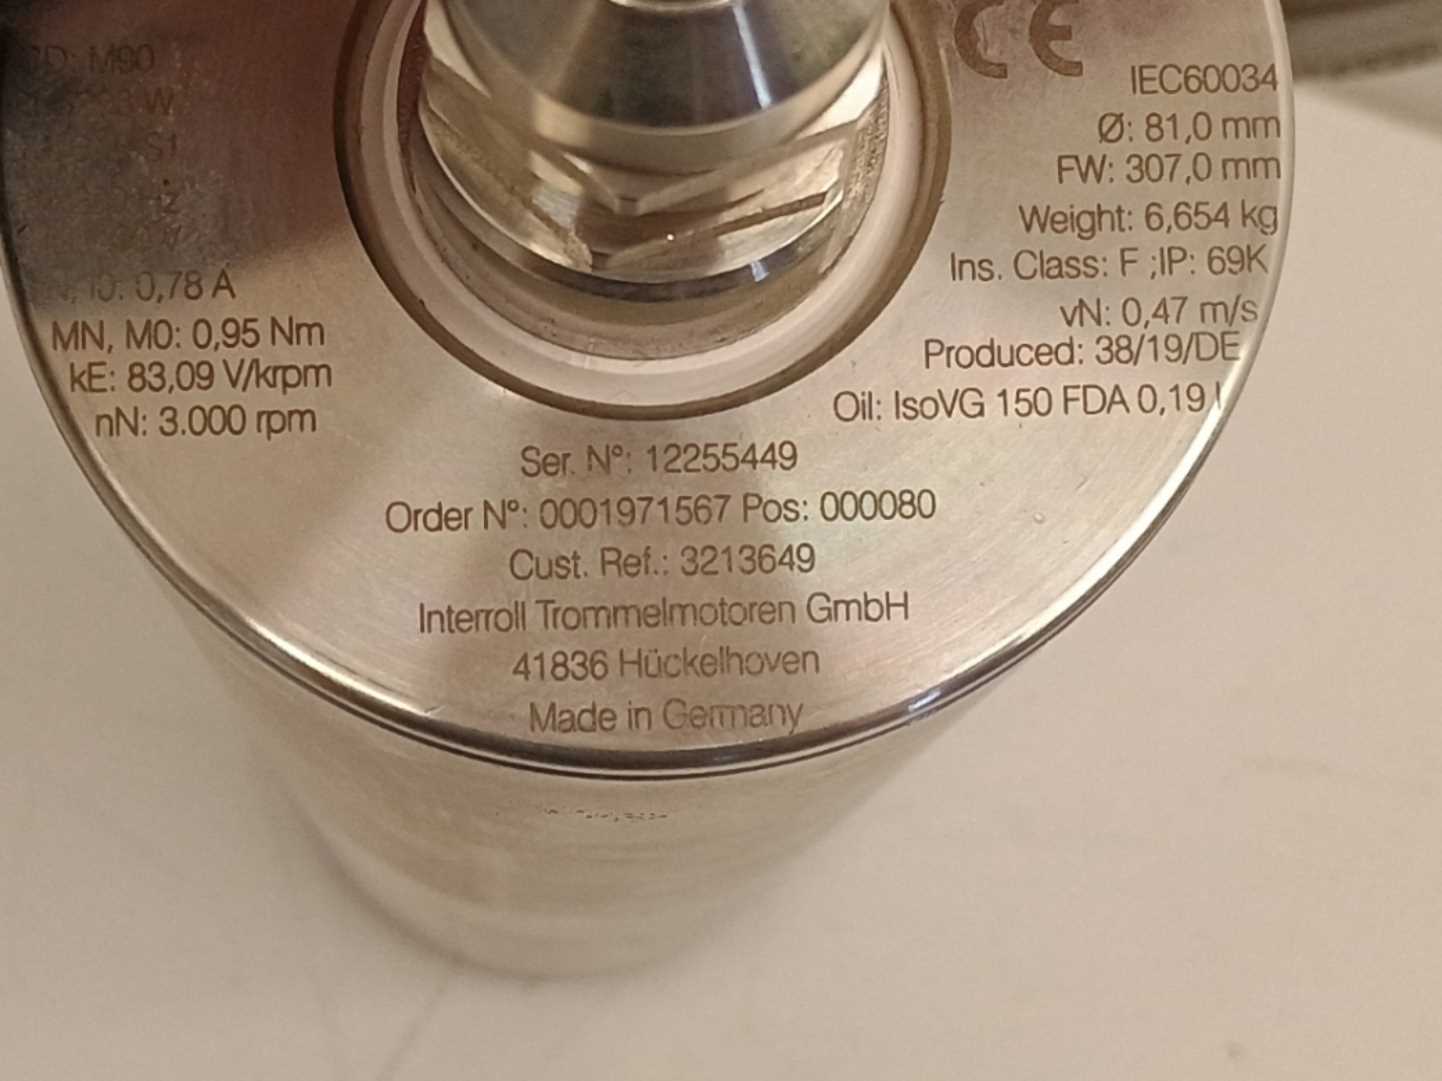 M90
W
S1
0,78 A
MN, M0: 0,95 Nm
kE: 83,09 V/krpm
nN: 3.000 rpm
CE
IEC60034
Ø: 81,0 mm
FW: 307,0 mm
Weight: 6,654 kg
Ins. Class: F ;IP: 69K
vN: 0,47 m/s
Produced: 38/19/DE
Oil: IsoVG 150 FDA 0,19 l
Ser. N°: 12255449
Order N°: 0001971567 Pos: 000080
Cust. Ref.: 3213649
Interroll Trommelmotoren GmbH
41836 Hückelhoven
Made in Germany